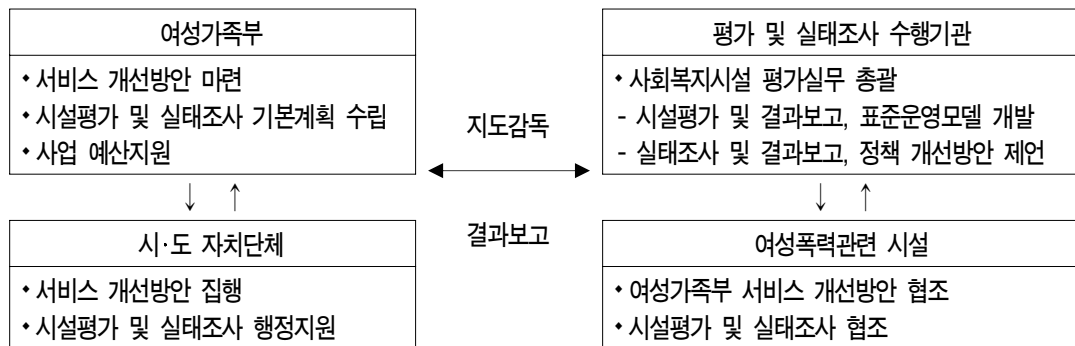 여성가족부
• 서비스 개선방안 마련
• 시설평가 및 실태조사 기본계획 수립
• 사업 예산지원
지도감독
평가 및 실태조사 수행기관
• 사회복지시설 평가실무 총괄
- 시설평가 및 결과보고, 표준운영모델 개발
- 실태조사 및 결과보고, 정책 개선방안 제언
↓ ↑
↓ ↑
시·도 자치단체
• 서비스 개선방안 집행
• 시설평가 및 실태조사 행정지원
결과보고
여성폭력관련 시설
• 여성가족부 서비스 개선방안 협조
• 시설평가 및 실태조사 협조